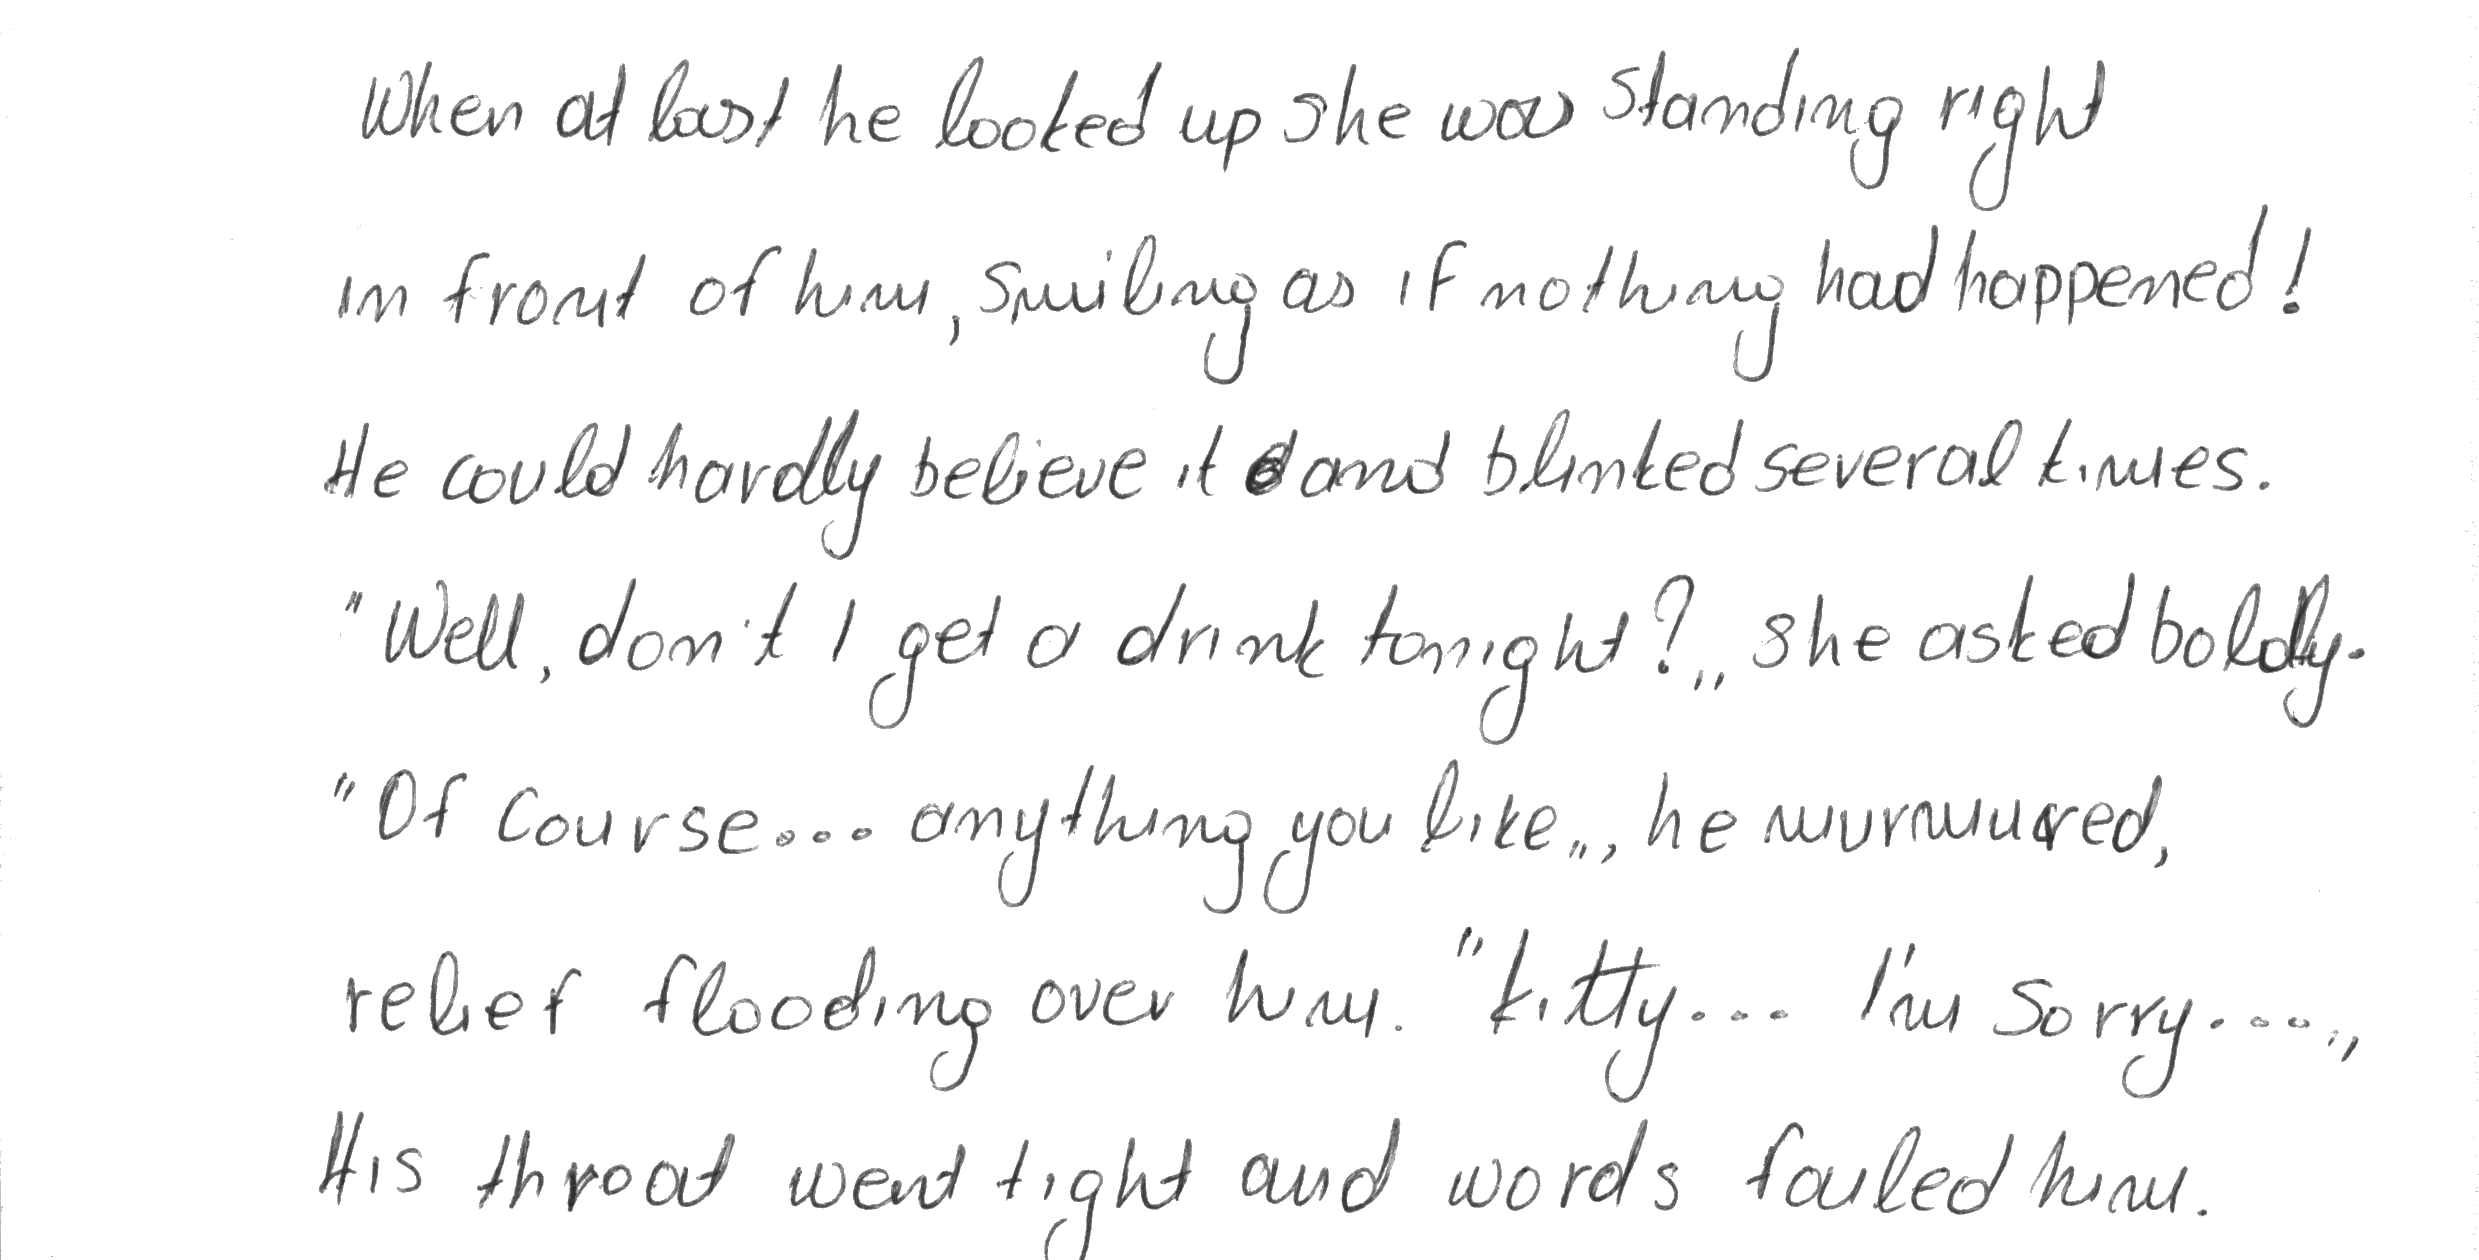 When at last he looked up she was standing right
in front of him, smiling as if nothing had happened!
He could hardly believe it and blinked several times.
"Well, don't I get a drink tonight?„ she asked boldly.
"Of course... anything you like„, he murmured,
relief flooding over him. "Kitty... I'm sorry....„
His throat went tight and words failed him.